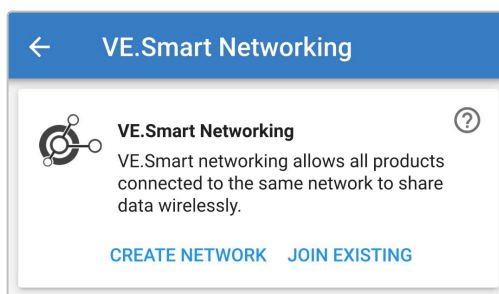 VE.Smart Networking
VE.Smart Networking
VE.Smart networking allows all products
connected to the same network to share
data wirelessly.
CREATE NETWORK JOIN EXISTING